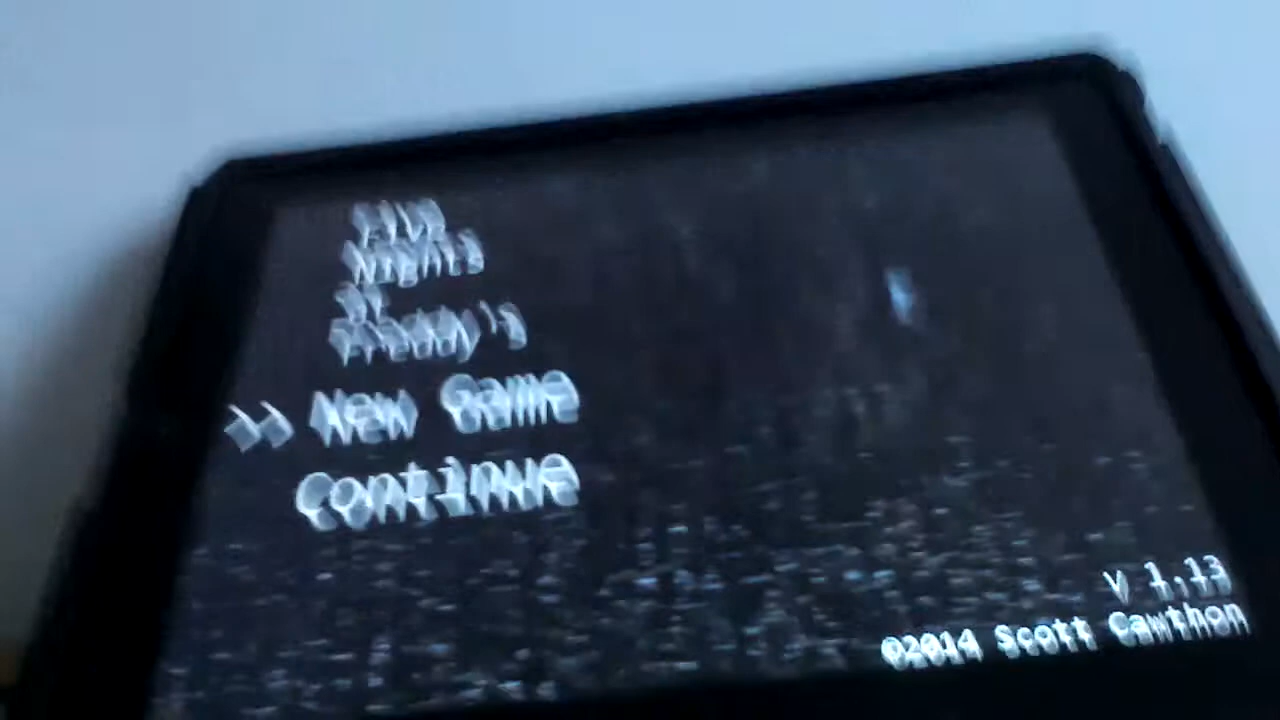 Five
Nights
at
Freddy's
>> New Game
Continue
v 1.13
©2014 Scott Cawthon